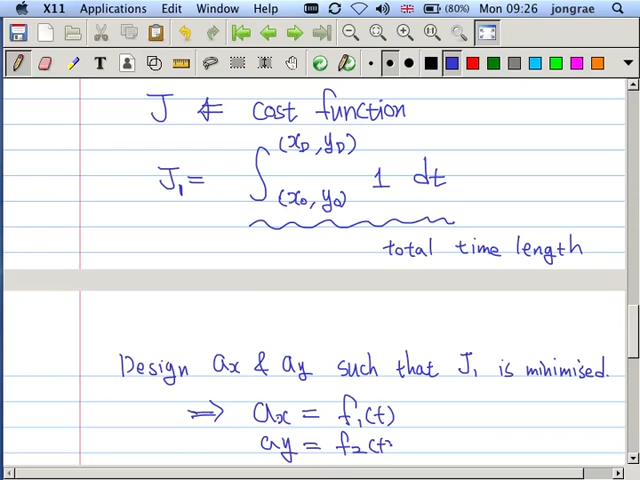 X11 Applications Edit Window Help (80%) Mon 09:26 jongrae
J ⇐ cost function
J₁ = ∫ (x₀, y₀) (x_D, y_D) 1 dt
total time length
Design ax & ay such that J₁ is minimised.
⇒ ax = f₁(t)
ay = f₂(t